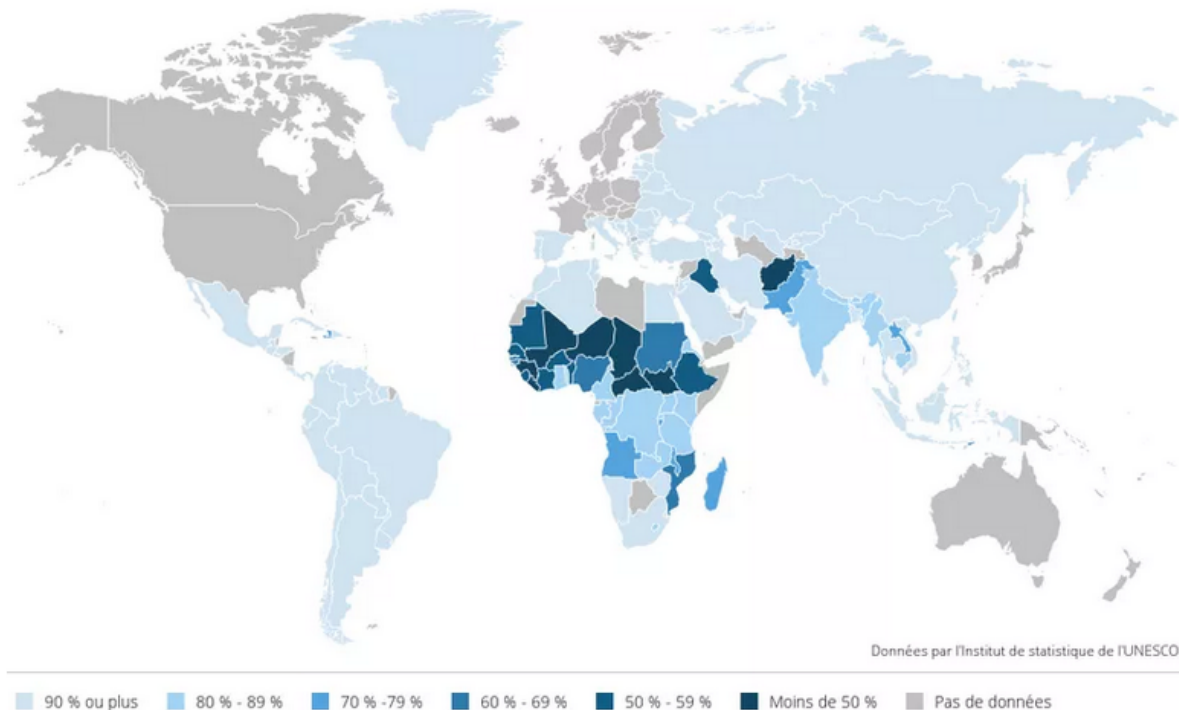 Données par l'Institut de statistique de l'UNESCO
90 % ou plus 80 % - 89 % 70 % -79 % 60 % - 69 % 50 % - 59 % Moins de 50 % Pas de données